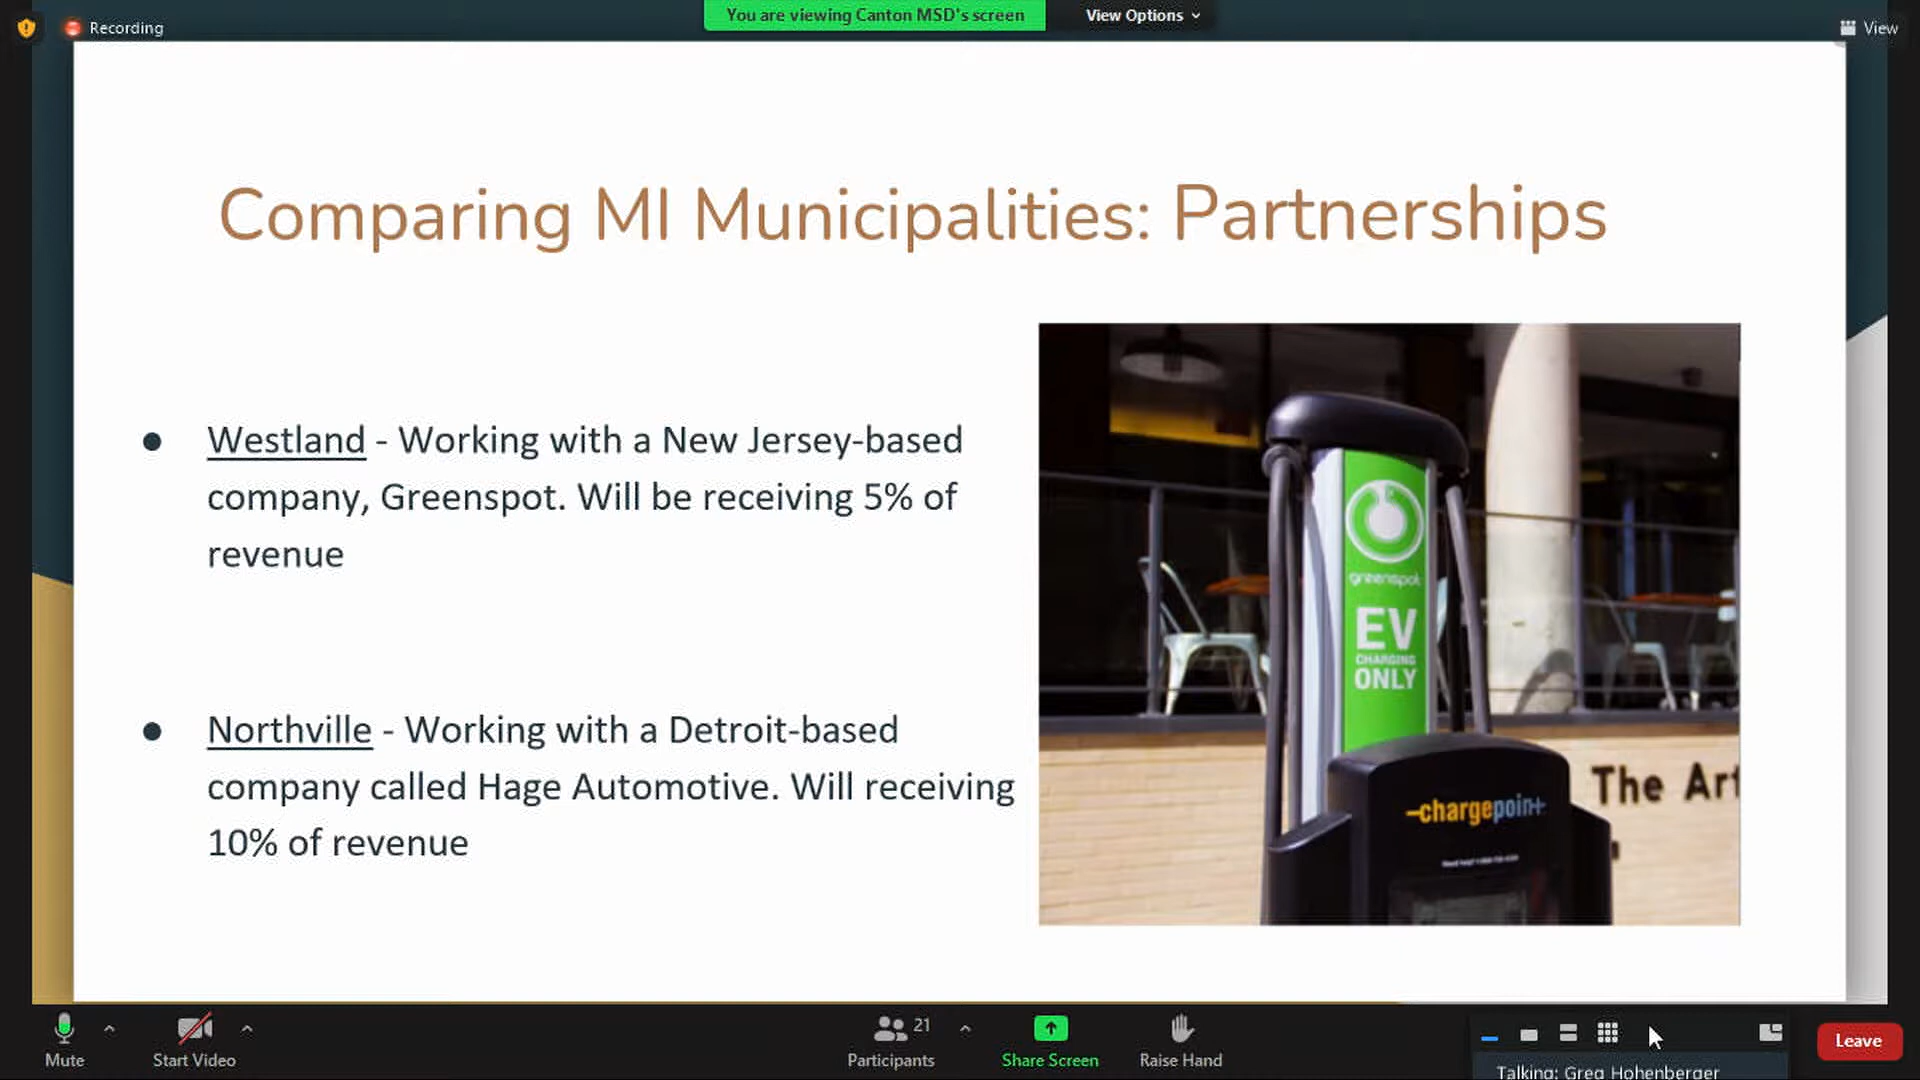 Recording
You are viewing Canton MSD's screen
View Options
View
Comparing MI Municipalities: Partnerships
Westland - Working with a New Jersey-based
company, Greenspot. Will be receiving 5% of
revenue
Northville - Working with a Detroit-based
company called Hage Automotive. Will receiving
10% of revenue
greenspot
EV
CHARGING
ONLY
chargepoin+
The Art
Mute
Start Video
21
Participants
Share Screen
Raise Hand
Talking: Greg Hohenberger
Leave